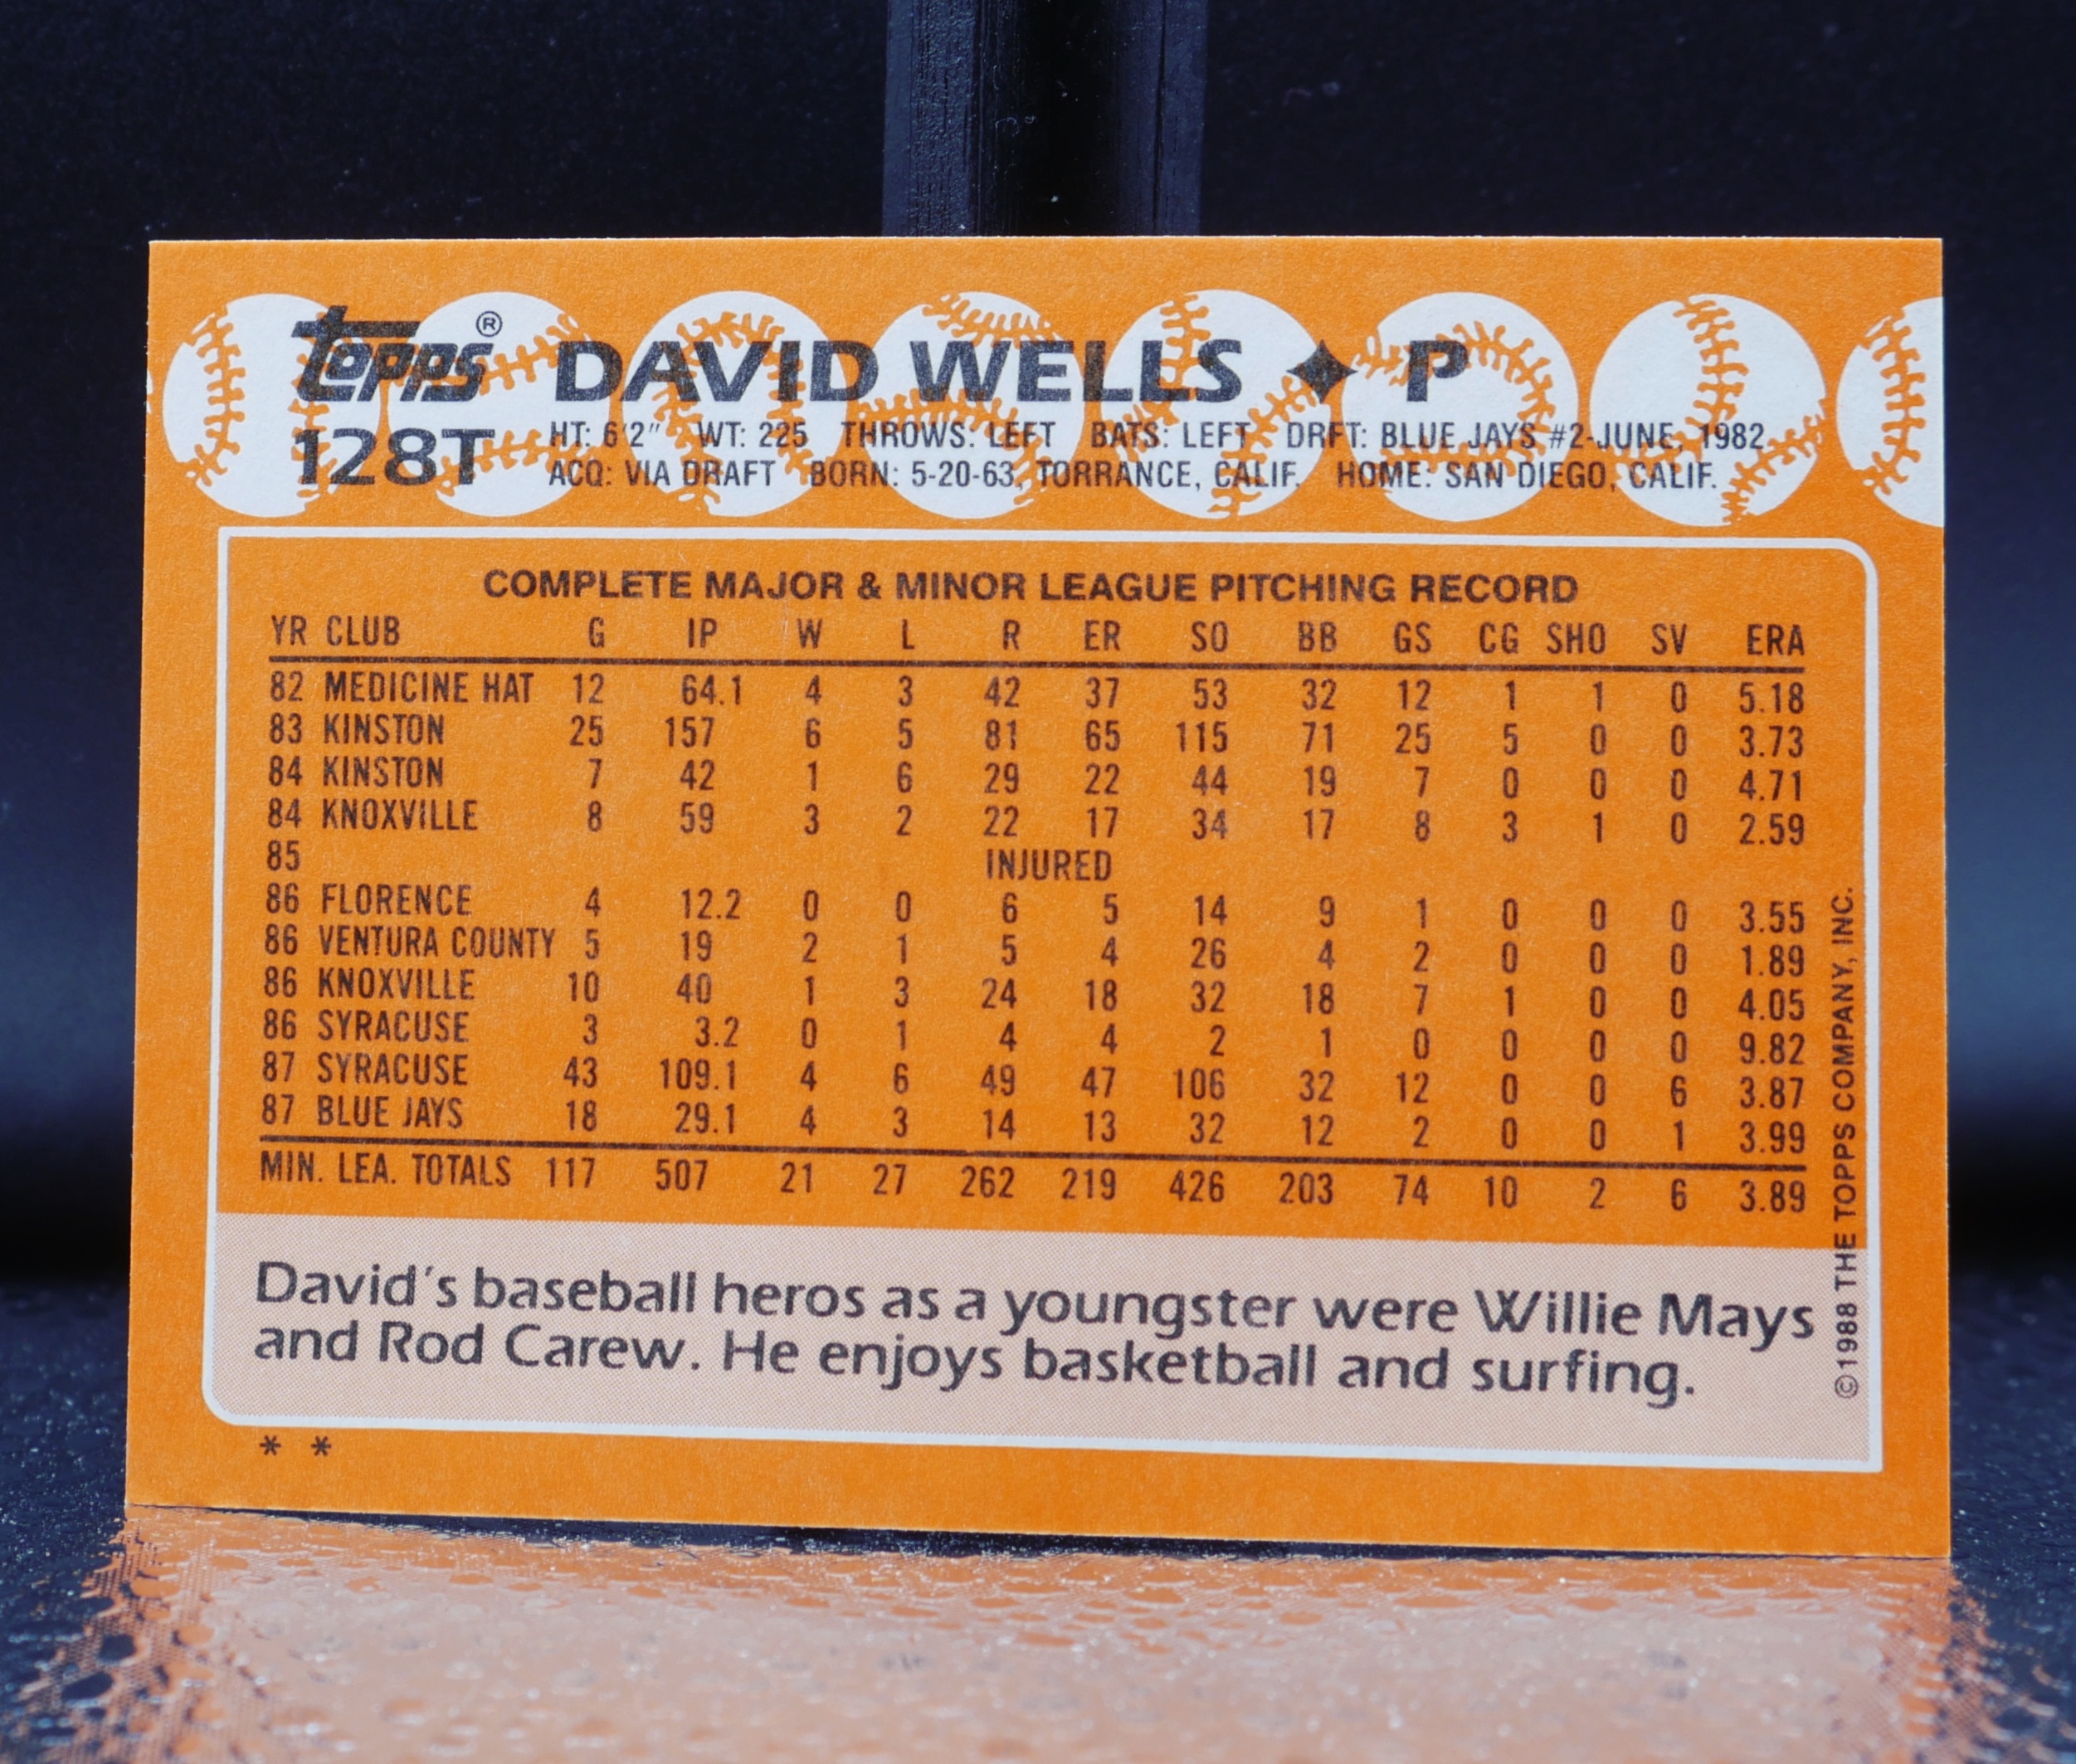 topps® DAVID WELLS ◆ P
128T HT: 6'2" WT: 225 THROWS: LEFT BATS: LEFT DRFT: BLUE JAYS #2-JUNE, 1982
ACQ: VIA DRAFT BORN: 5-20-63, TORRANCE, CALIF. HOME: SAN DIEGO, CALIF.
COMPLETE MAJOR & MINOR LEAGUE PITCHING RECORD
YR CLUB G IP W L R ER SO BB GS CG SHO SV ERA
82 MEDICINE HAT 12 64.1 4 3 42 37 53 32 12 1 1 0 5.18
83 KINSTON 25 157 6 5 81 65 115 71 25 5 0 0 3.73
84 KINSTON 7 42 1 6 29 22 44 19 7 0 0 0 4.71
84 KNOXVILLE 8 59 3 2 22 17 34 17 8 3 1 0 2.59
85 INJURED
86 FLORENCE 4 12.2 0 0 6 5 14 9 1 0 0 0 3.55
86 VENTURA COUNTY 5 19 2 1 5 4 26 4 2 0 0 0 1.89
86 KNOXVILLE 10 40 1 3 24 18 32 18 7 1 0 0 4.05
86 SYRACUSE 3 3.2 0 1 4 4 2 1 0 0 0 0 9.82
87 SYRACUSE 43 109.1 4 6 49 47 106 32 12 0 0 6 3.87
87 BLUE JAYS 18 29.1 4 3 14 13 32 12 2 0 0 1 3.99
MIN. LEA. TOTALS 117 507 21 27 262 219 426 203 74 10 2 6 3.89
David's baseball heros as a youngster were Willie Mays
and Rod Carew. He enjoys basketball and surfing.
©1988 THE TOPPS COMPANY, INC.
* *